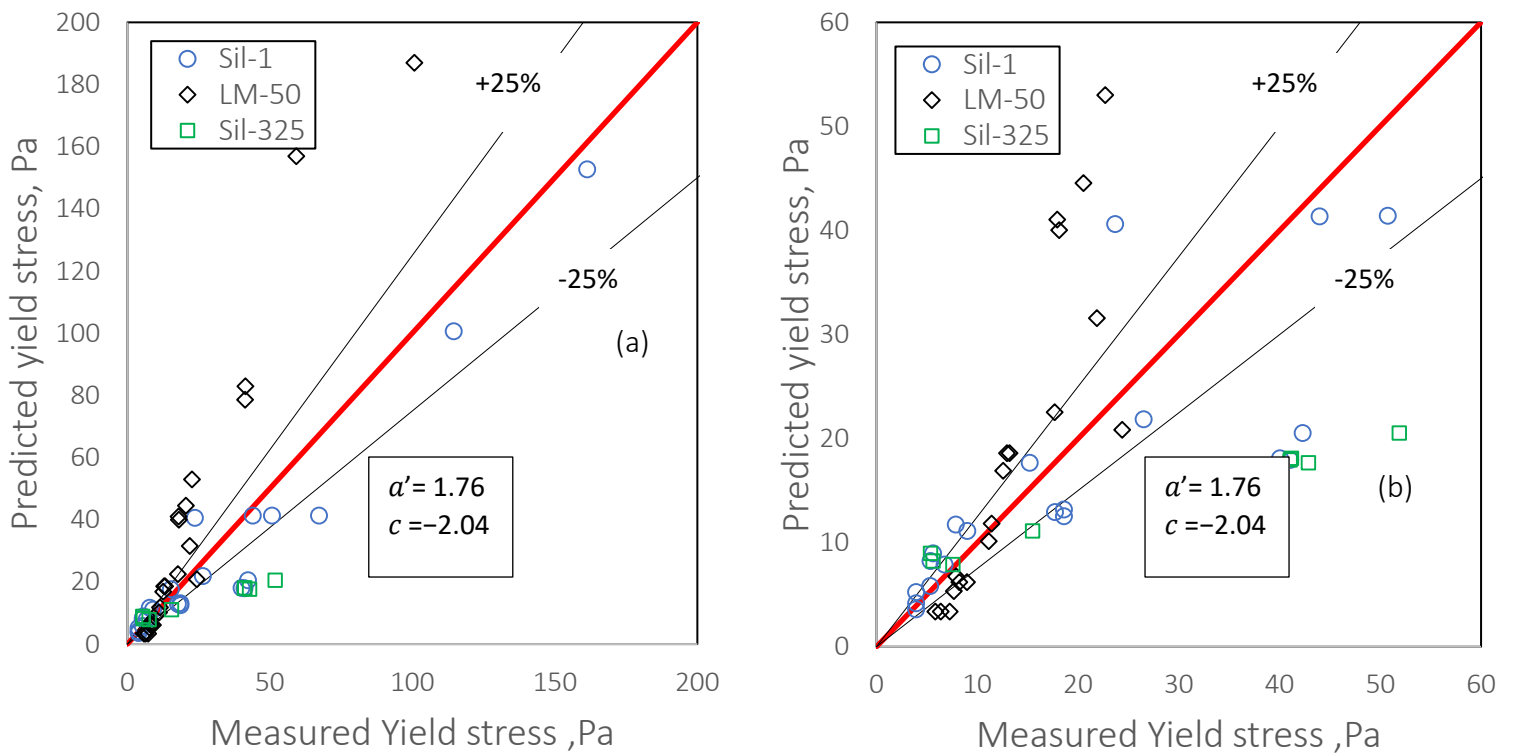 Predicted yield stress, Pa
200
180
160
140
120
100
80
60
40
20
0
Sil-1
LM-50
Sil-325
+25%
-25%
(a)
a’= 1.76
c =−2.04
0
50
100
150
200
Measured Yield stress ,Pa
Predicted yield stress, Pa
60
50
40
30
20
10
0
Sil-1
LM-50
Sil-325
+25%
-25%
a’= 1.76
c =−2.04
(b)
0
10
20
30
40
50
60
Measured Yield stress ,Pa